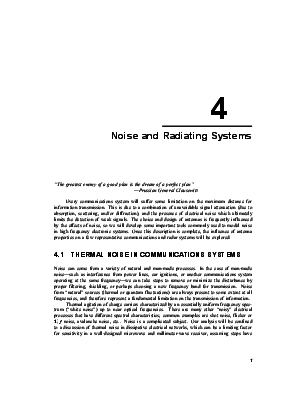 4
Noise and Radiating Systems
"The greatest enemy of a good plan is the dream of a perfect plan"
—Prussian General Clausewitz
Every communications system will suffer some limitation on the maximum distance for
information transmission. This is due to a combination of unavoidable signal attenuation (due to
absorption, scattering, and/or diffraction), and the presence of electrical noise which ultimately
limits the detection of weak signals. The choice and design of antennas is frequently influenced
by the effects of noise, so we will develop some important tools commonly used to model noise
in high frequency electronic systems. Once this description is complete, the influence of antenna
properties on a few representative communications and radar systems will be explored.
4.1 THERMAL NOISE IN COMMUNICATIONS SYSTEMS
Noise can come from a variety of natural and man-made processes. In the case of man-made
noise—such as interference from power lines, car ignitions, or another communications system
operating at the same frequency—we can take steps to remove or minimize the disturbance by
proper filtering, shielding, or perhaps choosing a new frequency band for transmission. Noise
from "natural" sources (thermal or quantum fluctuations) are always present to some extent at all
frequencies, and therefore represent a fundamental limitation on the transmission of information.
Thermal agitation of charge carriers characterized by an essentially uniform frequency spec-
trum ("white noise") up to near optical frequencies. There are many other "noisy" electrical
processes that have different spectral characteristics, common examples are shot noise, flicker or
1/f noise, avalanche noise, etc.. Noise is a complicated subject. Our analysis will be confined
to a discussion of thermal noise in dissipative electrical networks, which can be a limiting factor
for sensitivity in a well-designed microwave and millimeter-wave receiver, assuming steps have
1